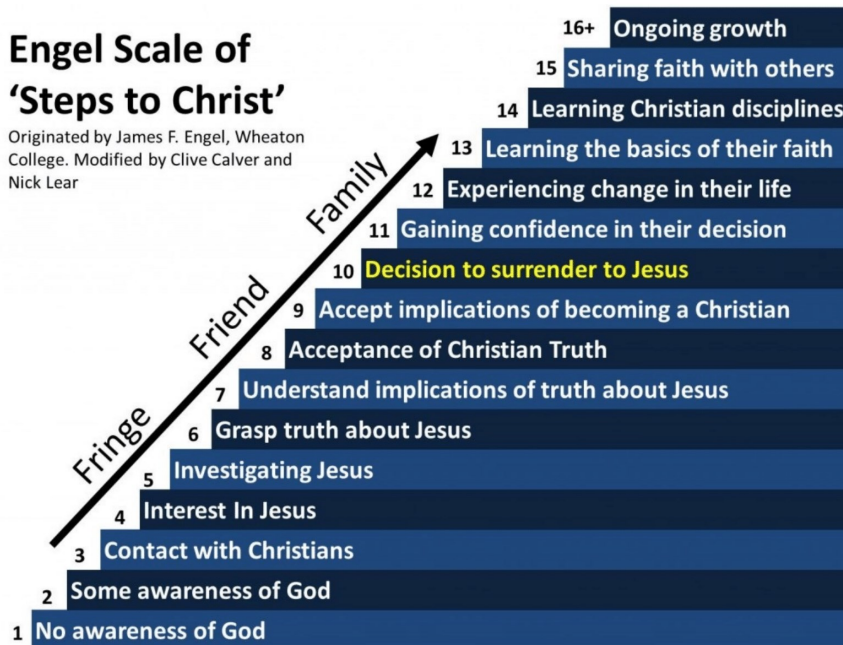 Engel Scale of
‘Steps to Christ’
Originated by James F. Engel, Wheaton
College. Modified by Clive Calver and
Nick Lear
Fringe
Friend
Family
16+ Ongoing growth
15 Sharing faith with others
14 Learning Christian disciplines
13 Learning the basics of their faith
12 Experiencing change in their life
11 Gaining confidence in their decision
10 Decision to surrender to Jesus
9 Accept implications of becoming a Christian
8 Acceptance of Christian Truth
7 Understand implications of truth about Jesus
6 Grasp truth about Jesus
5 Investigating Jesus
4 Interest In Jesus
3 Contact with Christians
2 Some awareness of God
1 No awareness of God